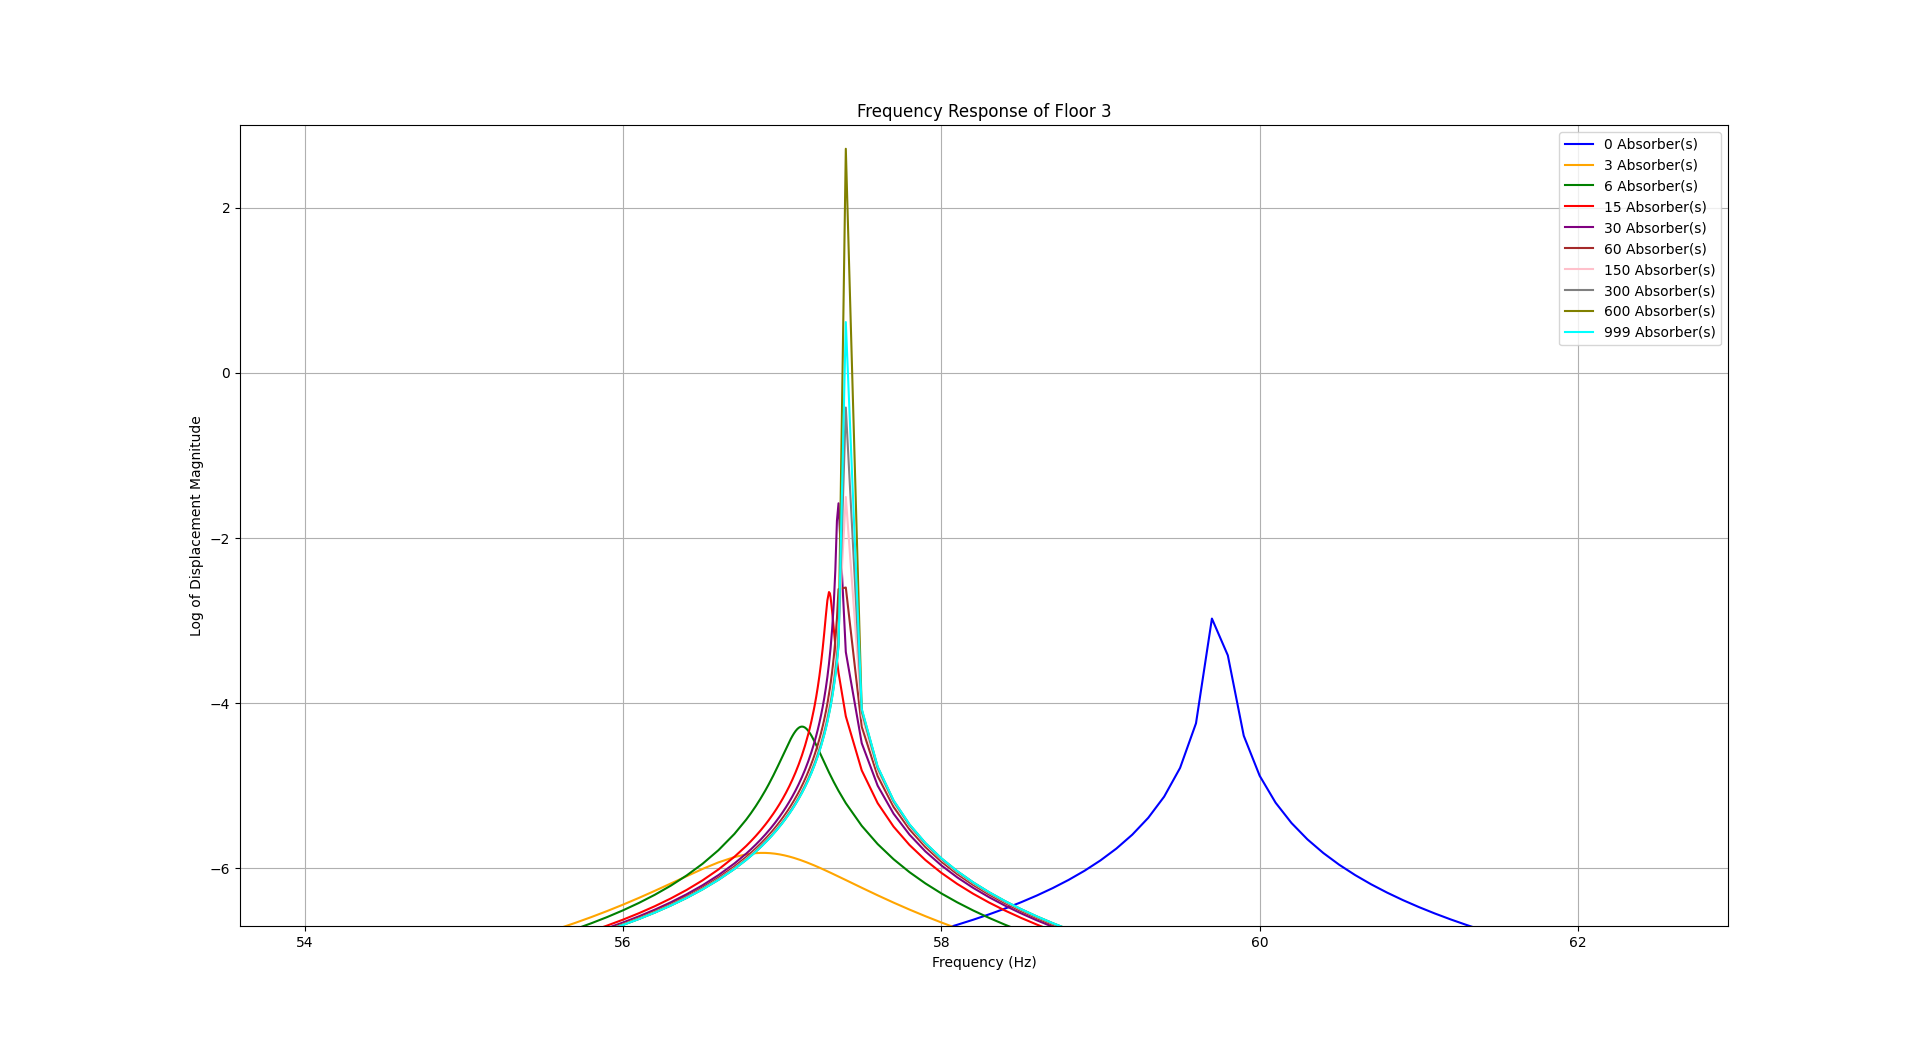 Frequency Response of Floor 3
0 Absorber(s)
3 Absorber(s)
6 Absorber(s)
15 Absorber(s)
30 Absorber(s)
60 Absorber(s)
150 Absorber(s)
300 Absorber(s)
600 Absorber(s)
999 Absorber(s)
Log of Displacement Magnitude
2
0
−2
−4
−6
54 56 58 60 62
Frequency (Hz)